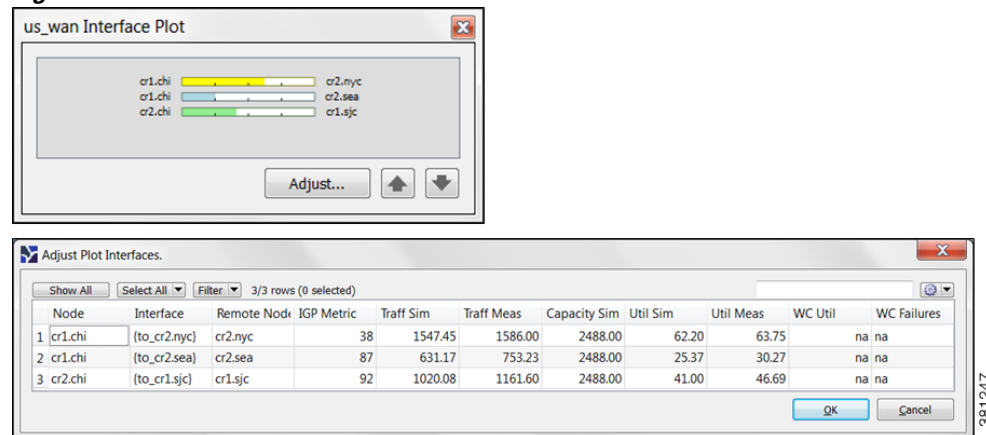 us_wan Interface Plot
cr1.chi cr2.nyc
cr1.chi cr2.sea
cr2.chi cr1.sjc
Adjust...
Adjust Plot Interfaces.
Show All Select All Filter 3/3 rows (0 selected)
Node Interface Remote Node IGP Metric Traff Sim Traff Meas Capacity Sim Util Sim Util Meas WC Util WC Failures
1 cr1.chi {to_cr2.nyc} cr2.nyc 38 1547.45 1586.00 2488.00 62.20 63.75 na na
2 cr1.chi {to_cr2.sea} cr2.sea 87 631.17 753.23 2488.00 25.37 30.27 na na
3 cr2.chi {to_cr1.sjc} cr1.sjc 92 1020.08 1161.60 2488.00 41.00 46.69 na na
OK Cancel
381247